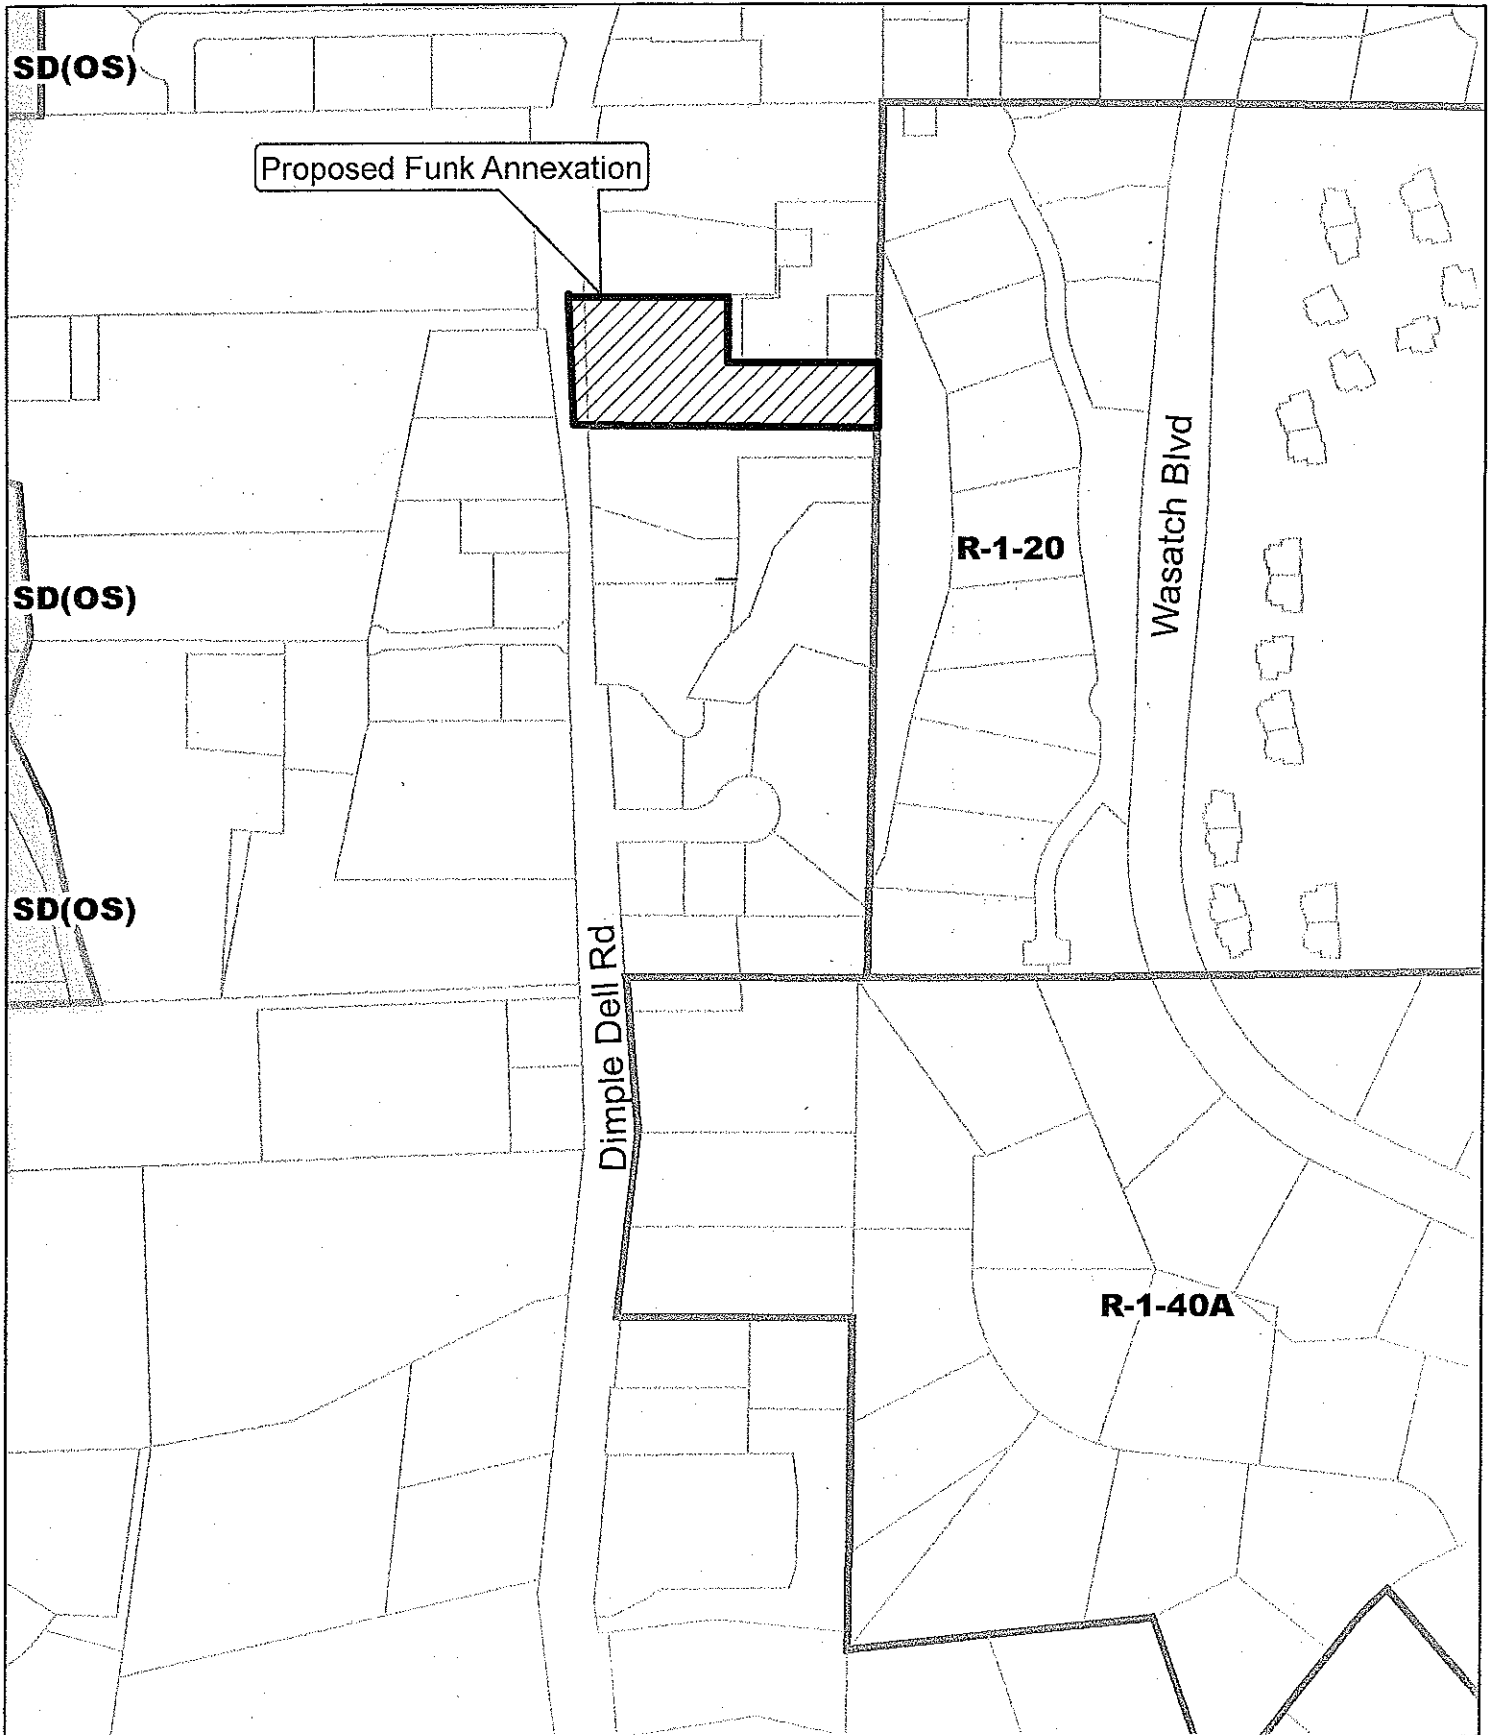 SD(OS)
Proposed Funk Annexation
SD(OS)
R-1-20
Wasatch Blvd
SD(OS)
Dimple Dell Rd
R-1-40A